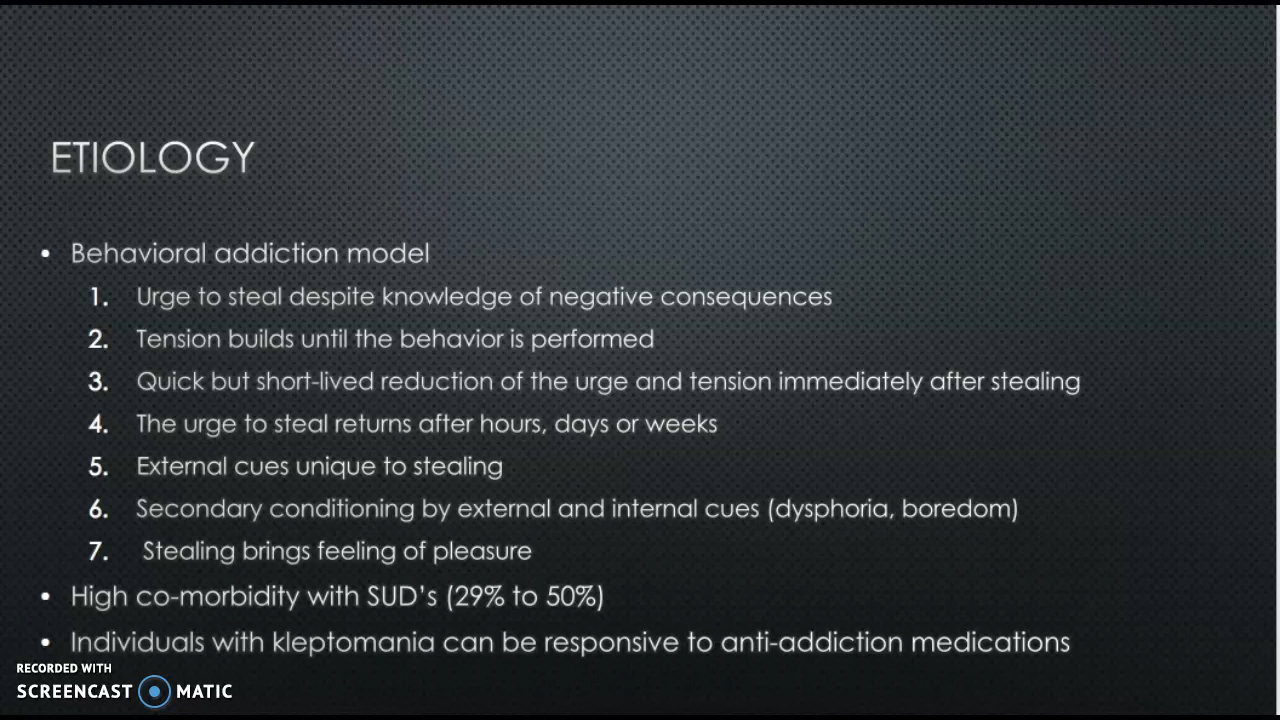 ETIOLOGY
• Behavioral addiction model
1. Urge to steal despite knowledge of negative consequences
2. Tension builds until the behavior is performed
3. Quick but short-lived reduction of the urge and tension immediately after stealing
4. The urge to steal returns after hours, days or weeks
5. External cues unique to stealing
6. Secondary conditioning by external and internal cues (dysphoria, boredom)
7. Stealing brings feeling of pleasure
• High co-morbidity with SUD’s (29% to 50%)
• Individuals with kleptomania can be responsive to anti-addiction medications
RECORDED WITH
SCREENCAST MATIC